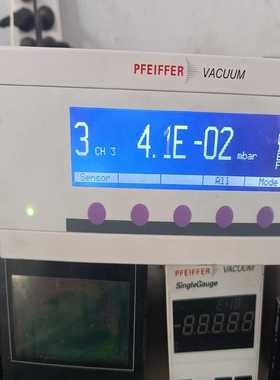 PFEIFFER VACUUM
3 CH 3 4.1E-02 mbar
Sensor All Mode
PFEIFFER VACUUM
SingleGauge